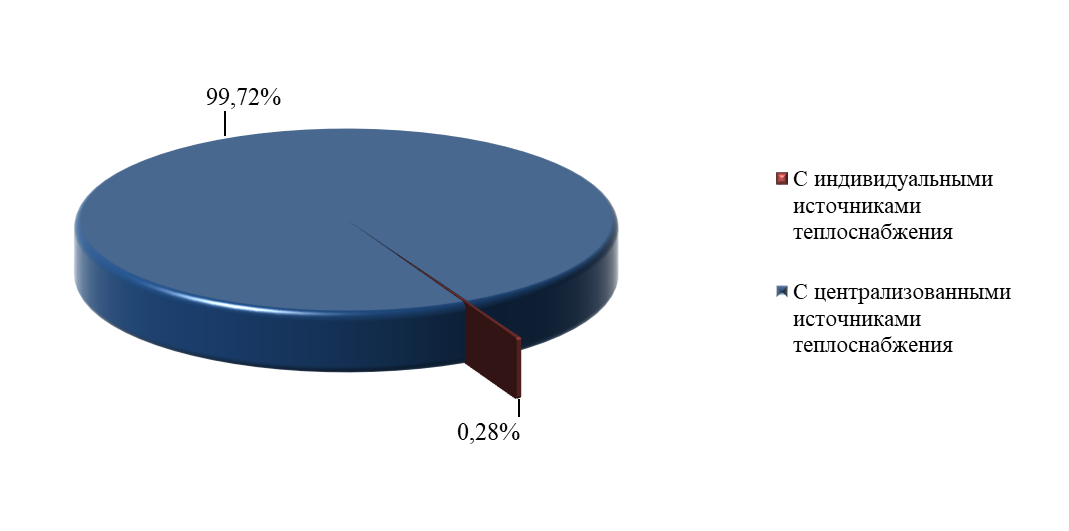 99,72%
С индивидуальными
источниками
теплоснабжения
С централизованными
источниками
теплоснабжения
0,28%